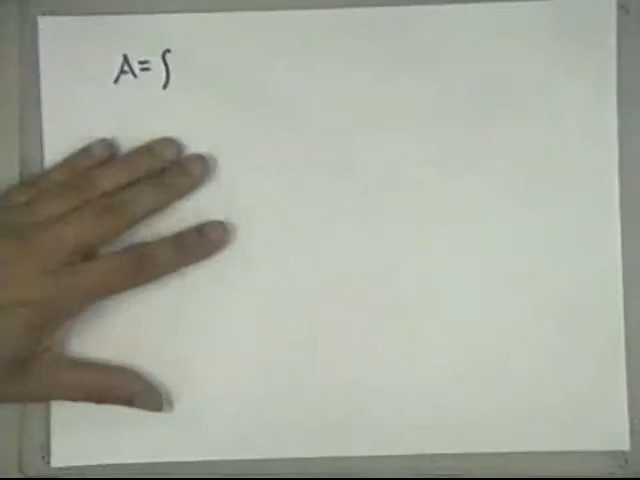 A = ∫